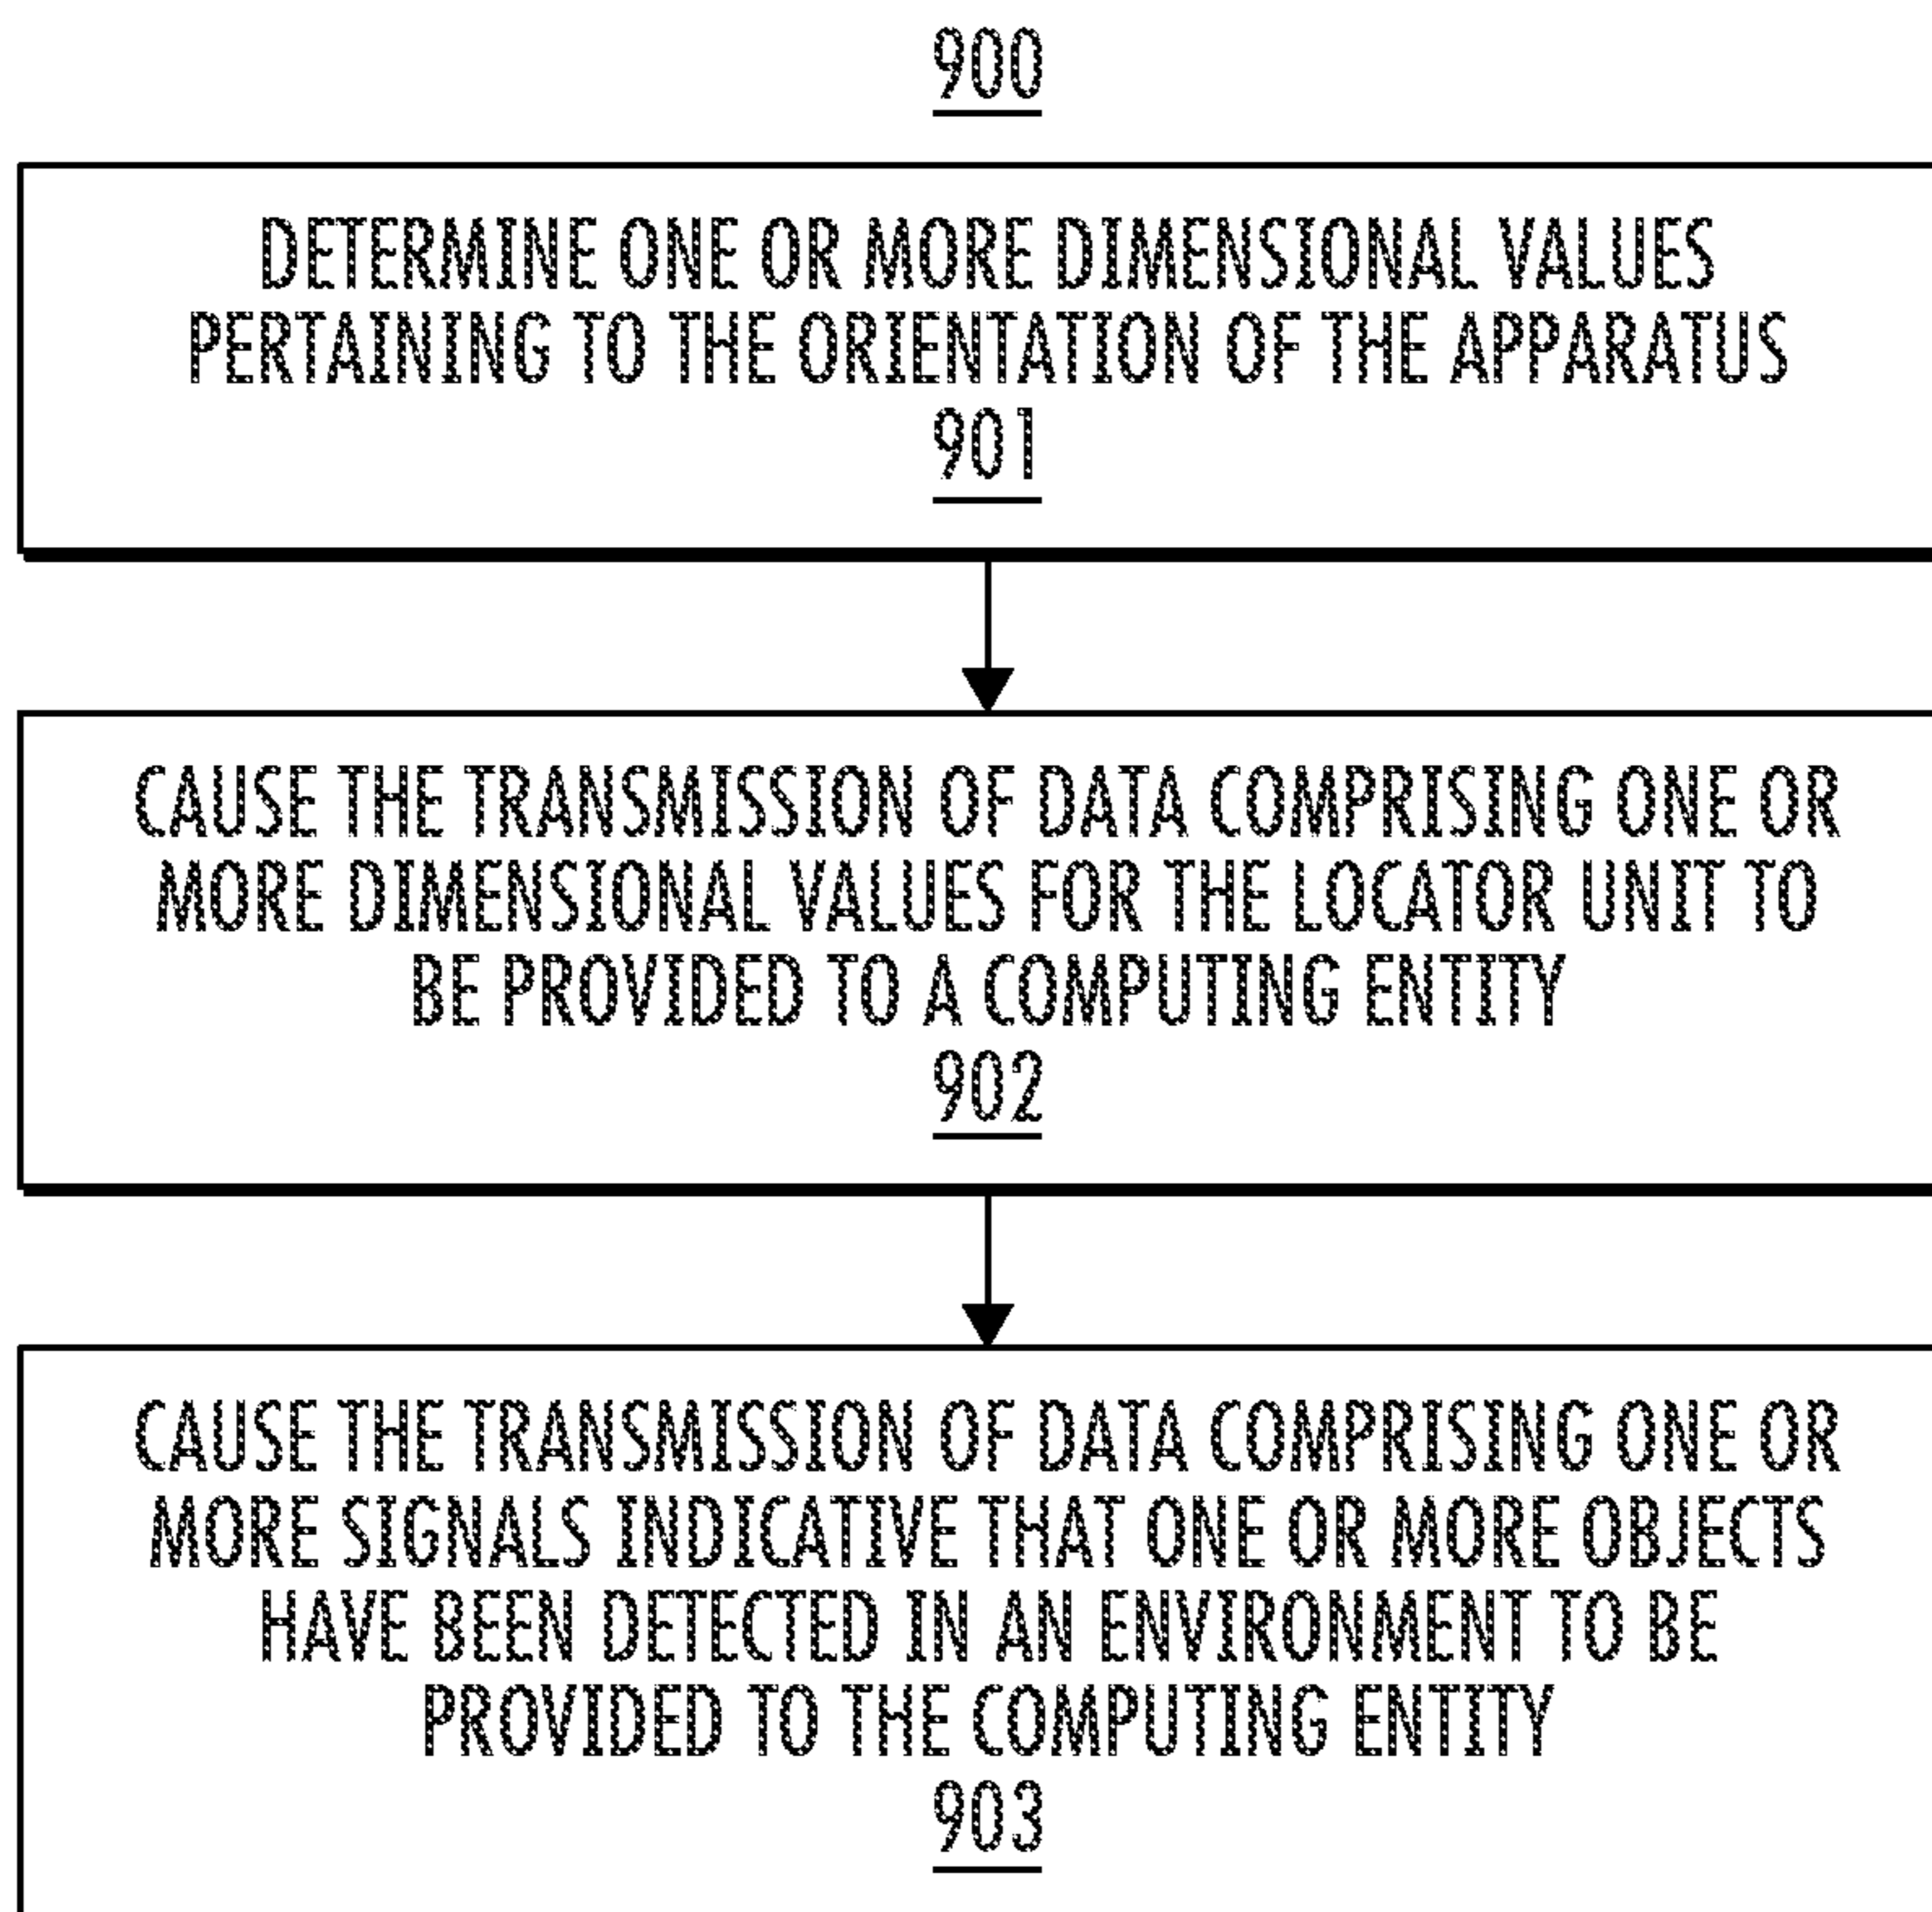 900
DETERMINE ONE OR MORE DIMENSIONAL VALUES
PERTAINING TO THE ORIENTATION OF THE APPARATUS
901
CAUSE THE TRANSMISSION OF DATA COMPRISING ONE OR
MORE DIMENSIONAL VALUES FOR THE LOCATOR UNIT TO
BE PROVIDED TO A COMPUTING ENTITY
902
CAUSE THE TRANSMISSION OF DATA COMPRISING ONE OR
MORE SIGNALS INDICATIVE THAT ONE OR MORE OBJECTS
HAVE BEEN DETECTED IN AN ENVIRONMENT TO BE
PROVIDED TO THE COMPUTING ENTITY
903